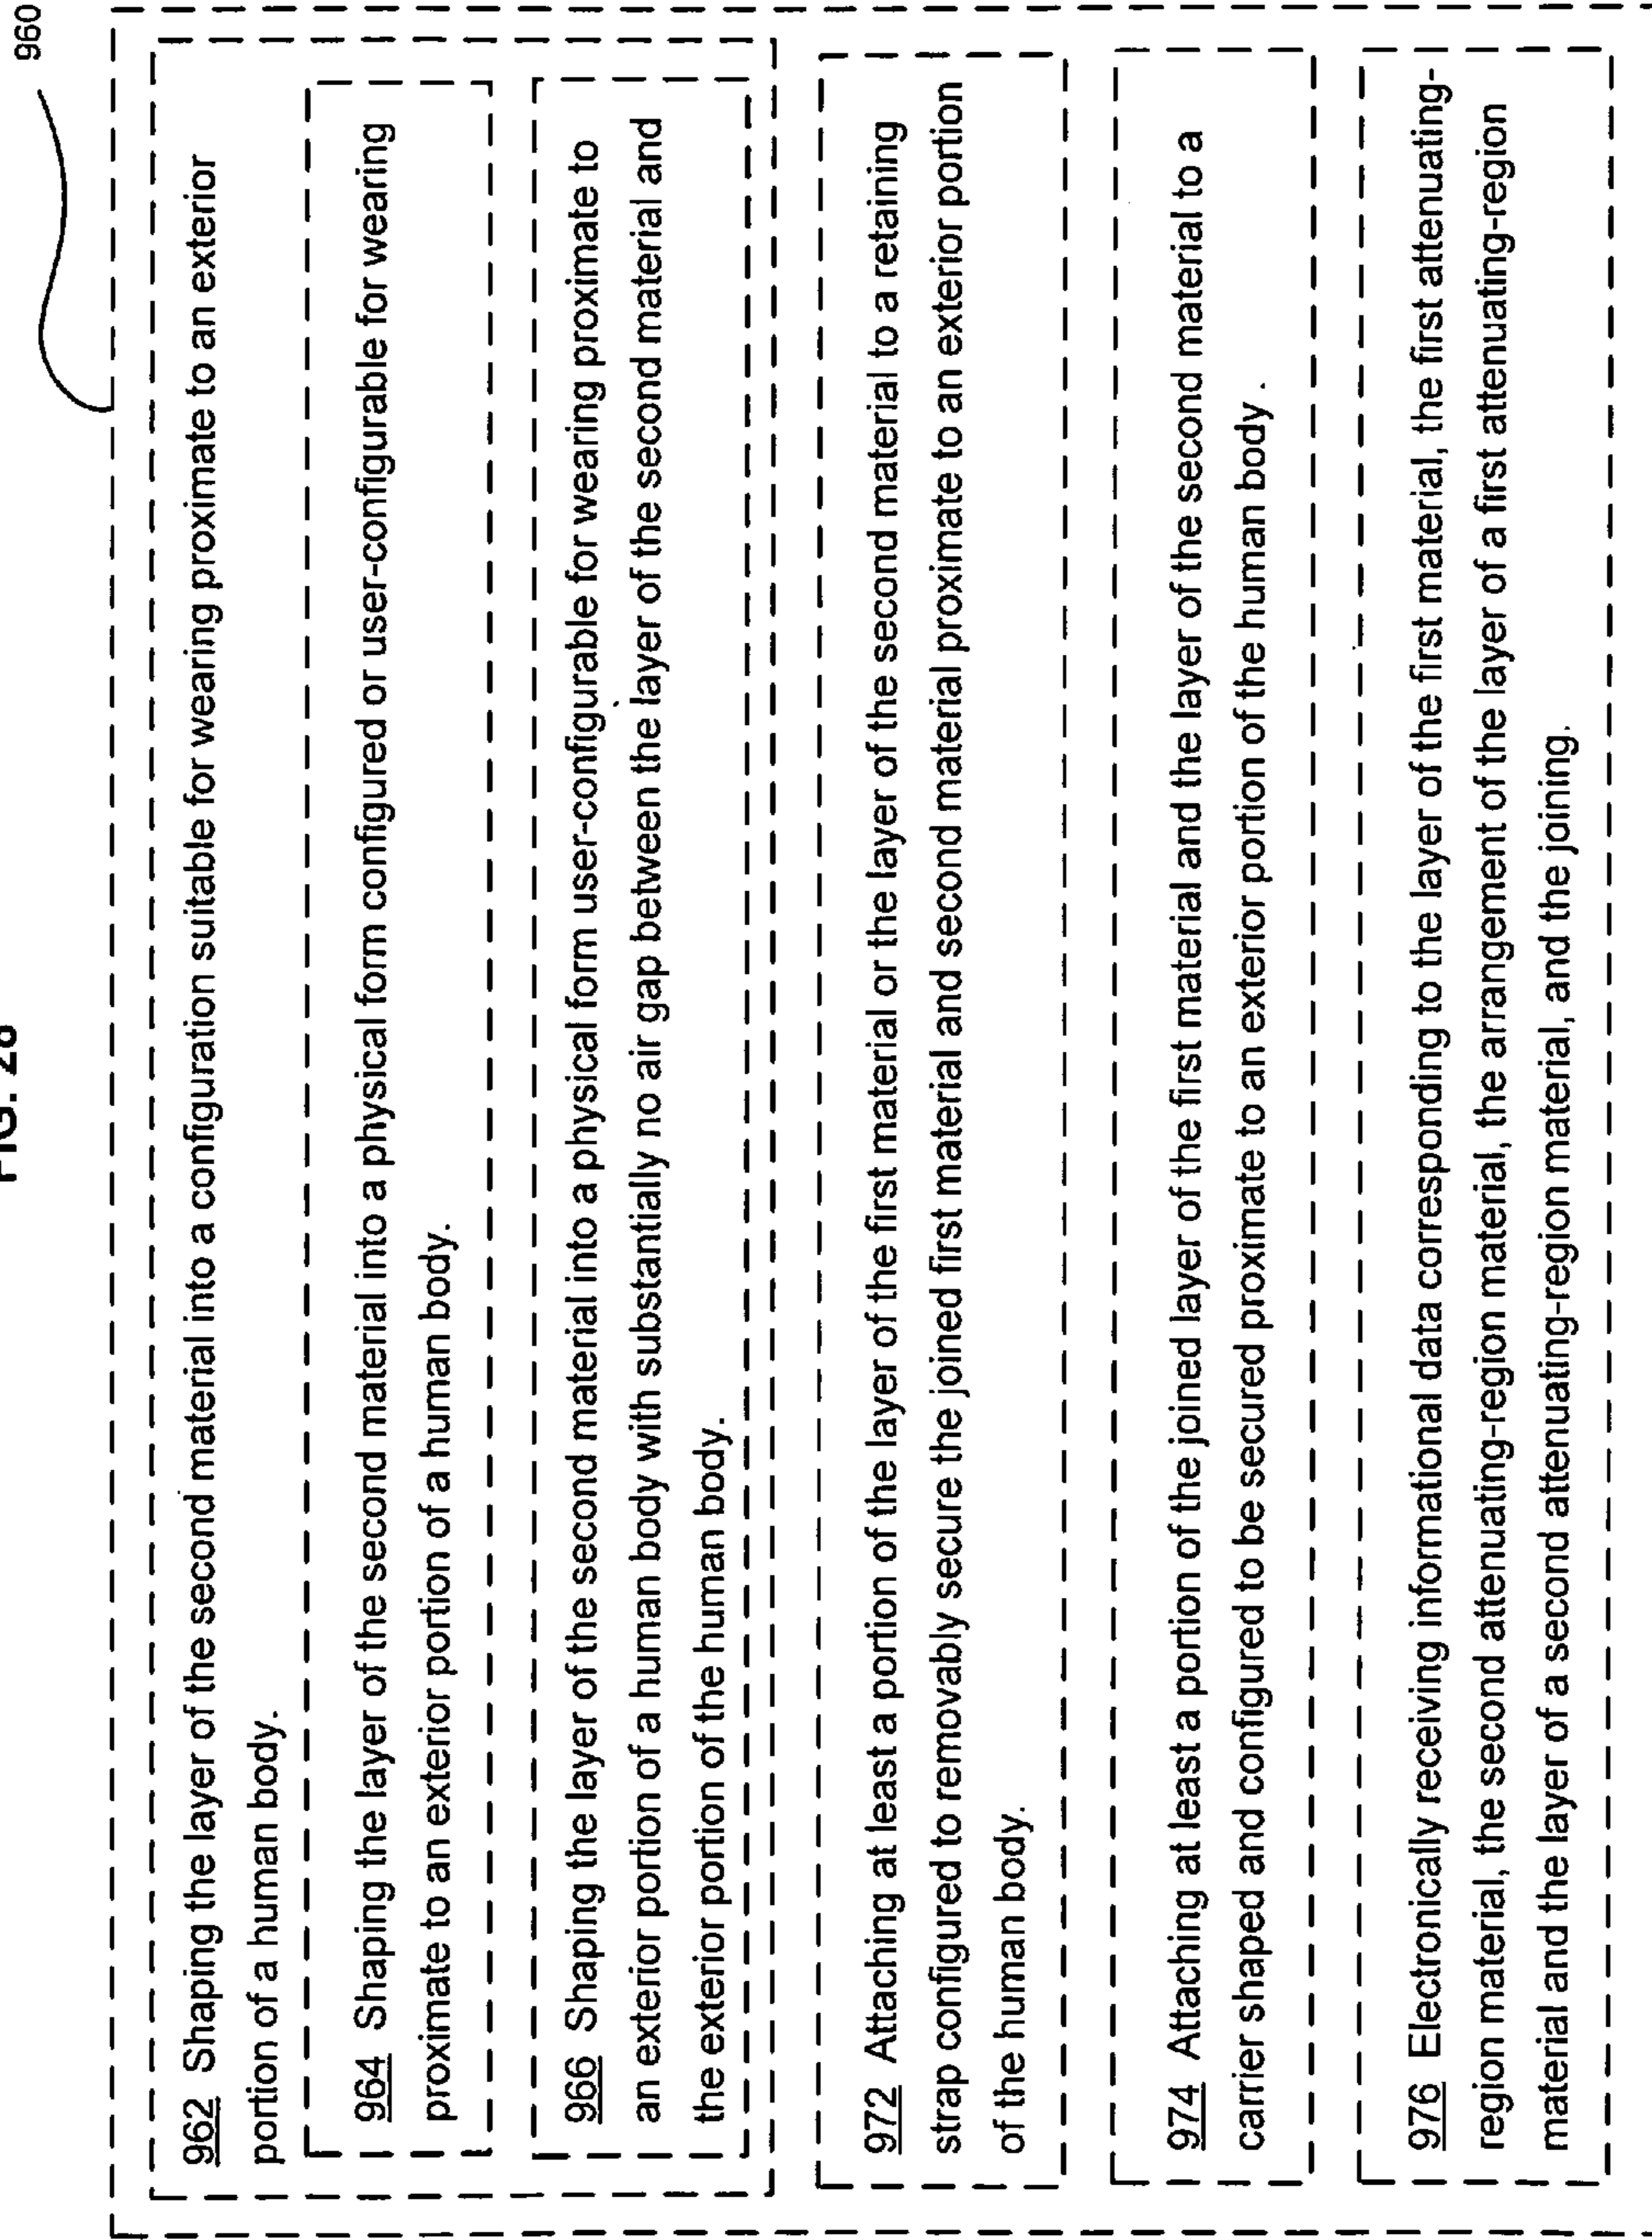 FIG.
960
962 Shaping the layer of the second material into a configuration suitable for wearing proximate to an exterior
portion of a human body.
964 Shaping the layer of the second material into a physical form configured or user-configurable for wearing
proximate to an exterior portion of a human body.
966 Shaping the layer of the second material into a physical form user-configurable for wearing proximate to
an exterior portion of a human body with substantially no air gap between the layer of the second material and
the exterior portion of the human body.
972 Attaching at least a portion of the layer of the first material or the layer of the second material to a retaining
strap configured to removably secure the joined first material and second material proximate to an exterior portion
of the human body.
974 Attaching at least a portion of the joined layer of the first material and the layer of the second material to a
carrier shaped and configured to be secured proximate to an exterior portion of the human body.
976 Electronically receiving informational data corresponding to the layer of the first material, the first attenuating-
region material, the second attenuating-region material, the arrangement of the layer of a first attenuating-region
material and the layer of a second attenuating-region material, and the joining.